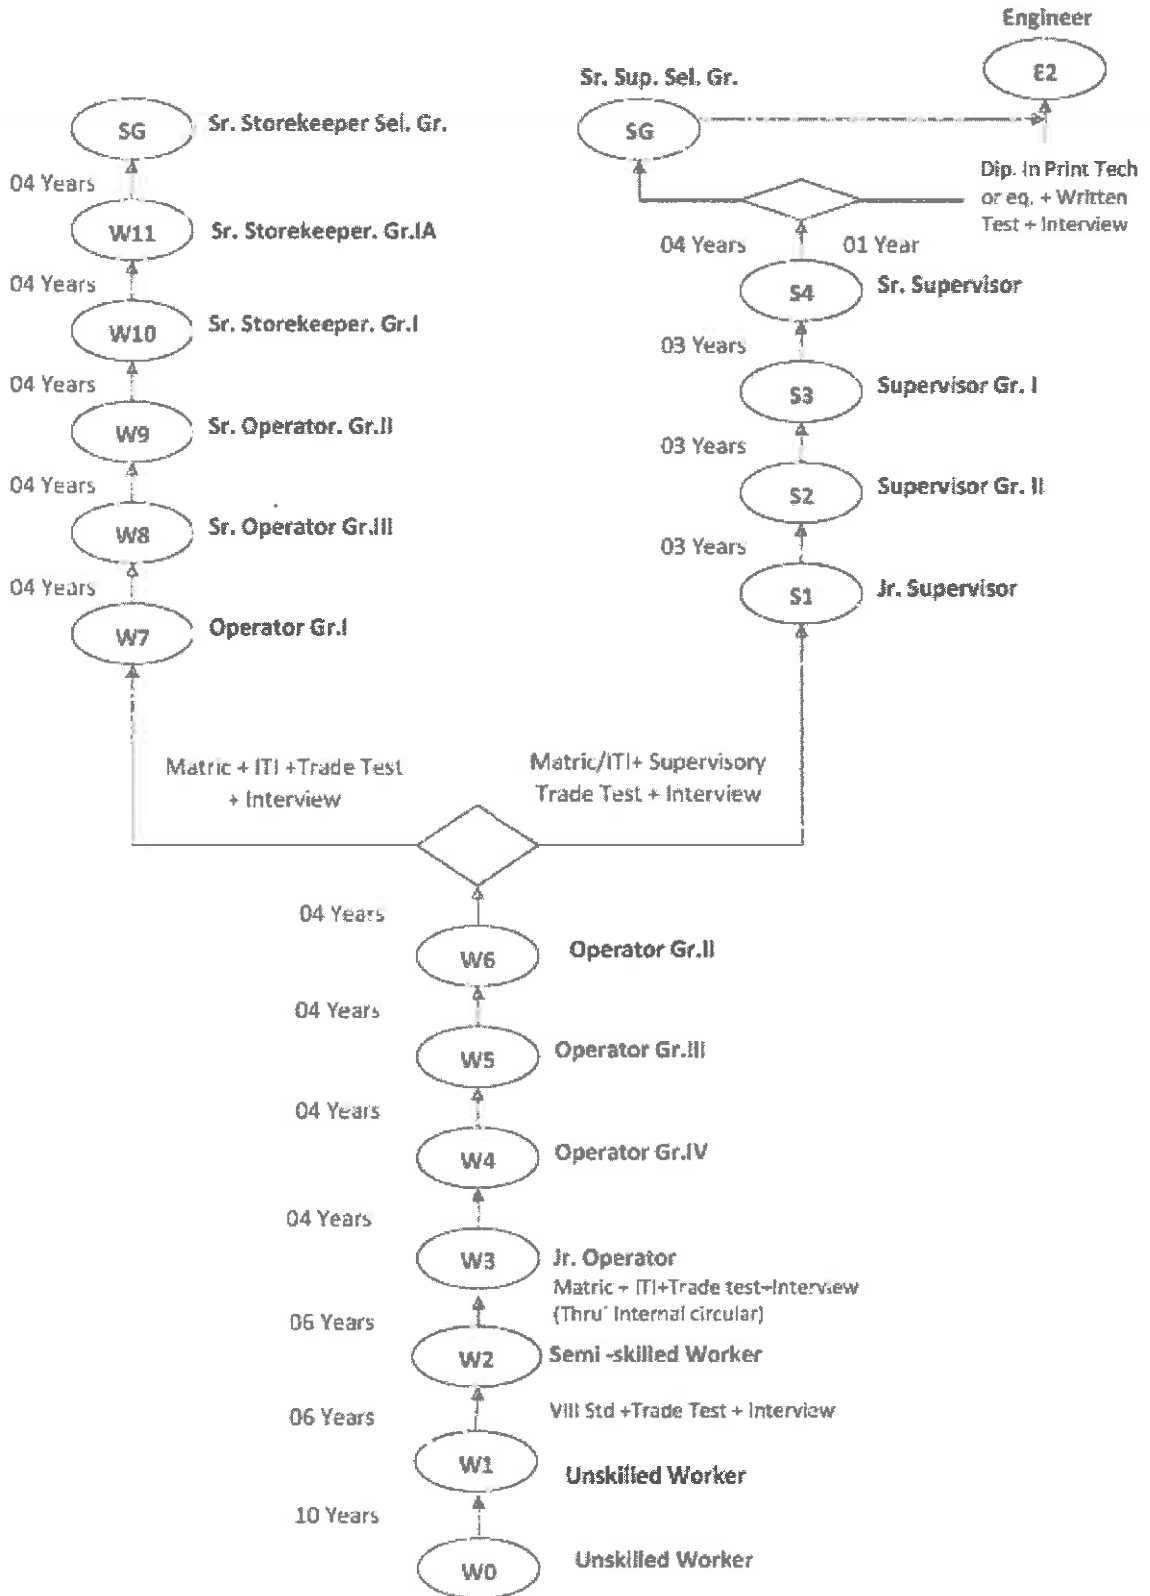 Engineer
E2
Sr. Sup. Sel. Gr.
SG
Sr. Storekeeper Sel. Gr.
SG
Dip. In Print Tech
or eq. + Written
Test + Interview
04 Years
W11
Sr. Storekeeper. Gr.IA
04 Years
01 Year
S4
Sr. Supervisor
04 Years
W10
Sr. Storekeeper. Gr.I
03 Years
S3
Supervisor Gr. I
04 Years
W9
Sr. Operator. Gr.II
03 Years
S2
Supervisor Gr. II
04 Years
W8
Sr. Operator Gr.III
03 Years
S1
Jr. Supervisor
04 Years
W7
Operator Gr.I
Matric + ITI +Trade Test
+ Interview
Matric/ITI+ Supervisory
Trade Test + Interview
04 Years
W6
Operator Gr.II
04 Years
W5
Operator Gr.III
04 Years
W4
Operator Gr.IV
04 Years
W3
Jr. Operator
Matric + ITI+Trade test+Interview
(Thru' Internal circular)
06 Years
W2
Semi -skilled Worker
VIII Std +Trade Test + Interview
06 Years
W1
Unskilled Worker
10 Years
W0
Unskilled Worker